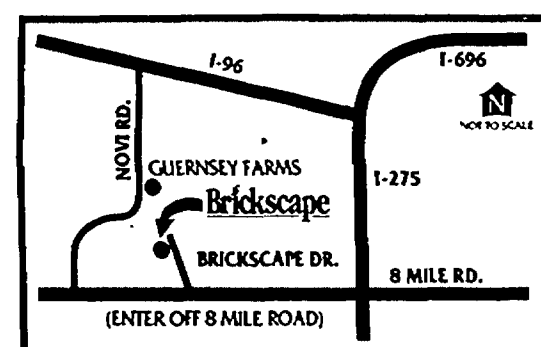 I-96
I-696
N
NOT TO SCALE
NOVI RD.
GUERNSEY FARMS
I-275
Brickscape
BRICKSCAPE DR.
8 MILE RD.
(ENTER OFF 8 MILE ROAD)